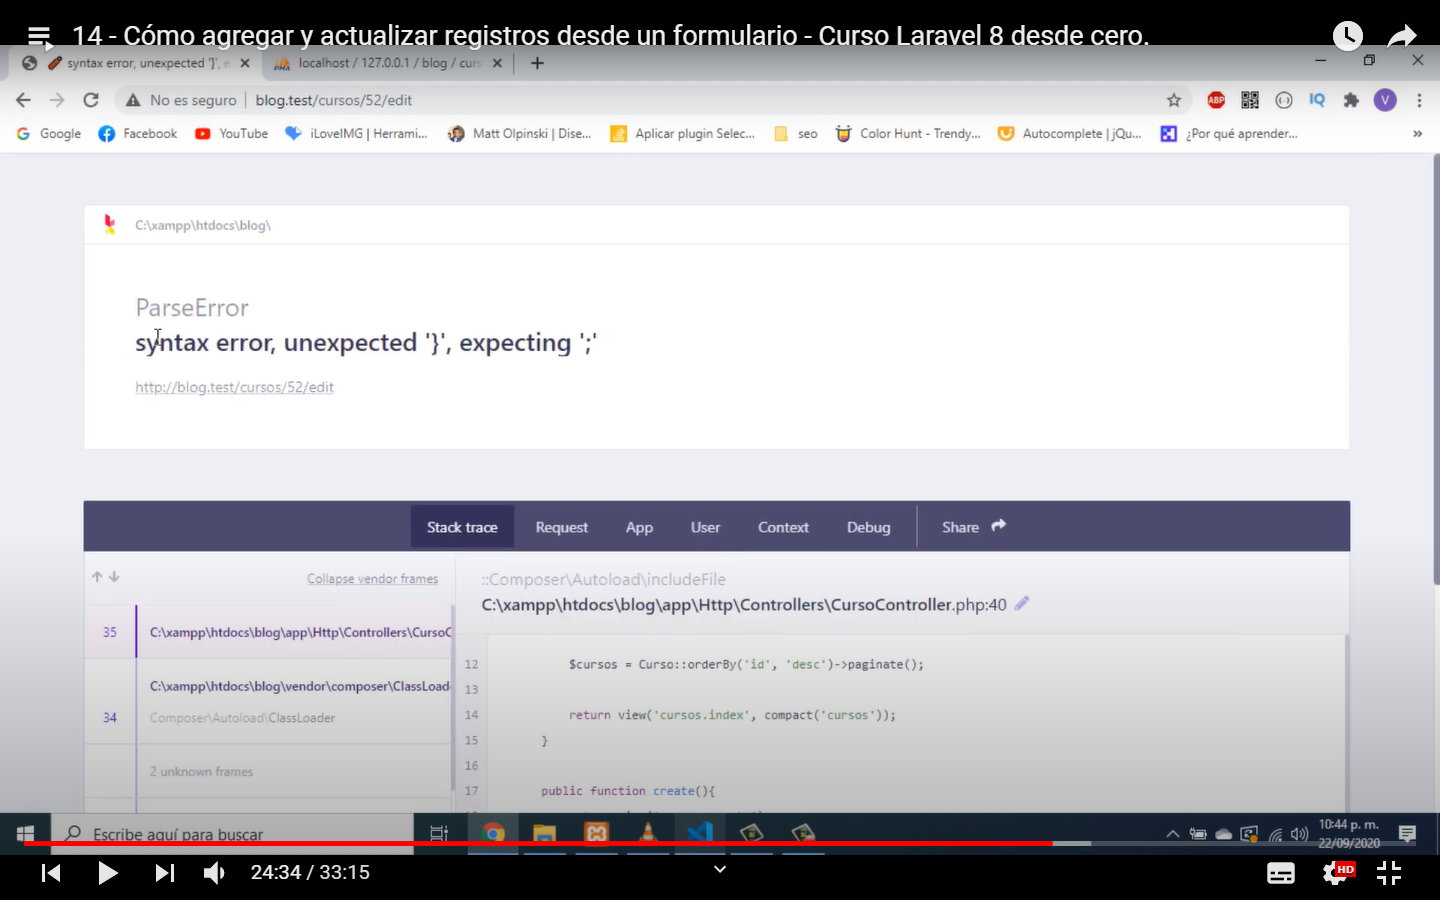 14 - Cómo agregar y actualizar registros desde un formulario - Curso Laravel 8 desde cero.
syntax error, unexpected '}', e
localhost / 127.0.0.1 / blog / curs
No es seguro
blog.test/cursos/52/edit
ABP
IQ
V
Google
Facebook
YouTube
iLoveIMG | Herrami...
Matt Olpinski | Dise...
Aplicar plugin Selec...
seo
Color Hunt - Trendy...
Autocomplete | jQu...
¿Por qué aprender...
»
C:\xampp\htdocs\blog\
ParseError
syntax error, unexpected '}', expecting ';'
http://blog.test/cursos/52/edit
Stack trace
Request
App
User
Context
Debug
Share
Collapse vendor frames
::Composer\Autoload\includeFile
C:\xampp\htdocs\blog\app\Http\Controllers\CursoController.php:40
35
C:\xampp\htdocs\blog\app\Http\Controllers\CursoC
C:\xampp\htdocs\blog\vendor\composer\ClassLoad
34
Composer\Autoload\ClassLoader
2 unknown frames
12 $cursos = Curso::orderBy('id', 'desc')->paginate();
13
14 return view('cursos.index', compact('cursos'));
15 }
16
17 public function create(){
Escribe aquí para buscar
10:44 p. m.
22/09/2020
24:34 / 33:15
HD